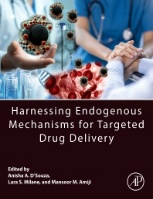 Harnessing Endogenous
Mechanisms for Targeted
Drug Delivery
Edited by
Anisha A. D'Souza,
Lara S. Milane, and Mansoor M. Amiji